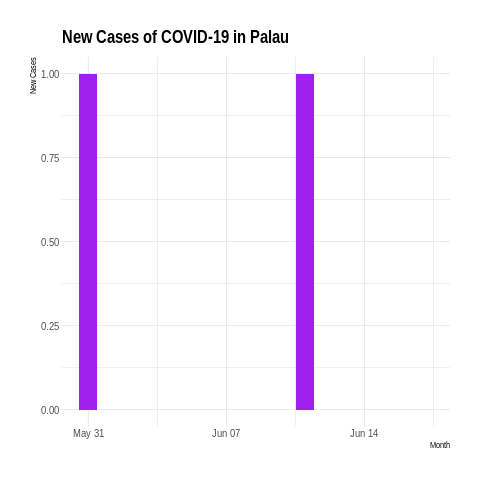 New Cases of COVID-19 in Palau
New Cases
1.00
0.75
0.50
0.25
0.00
May 31
Jun 07
Jun 14
Month